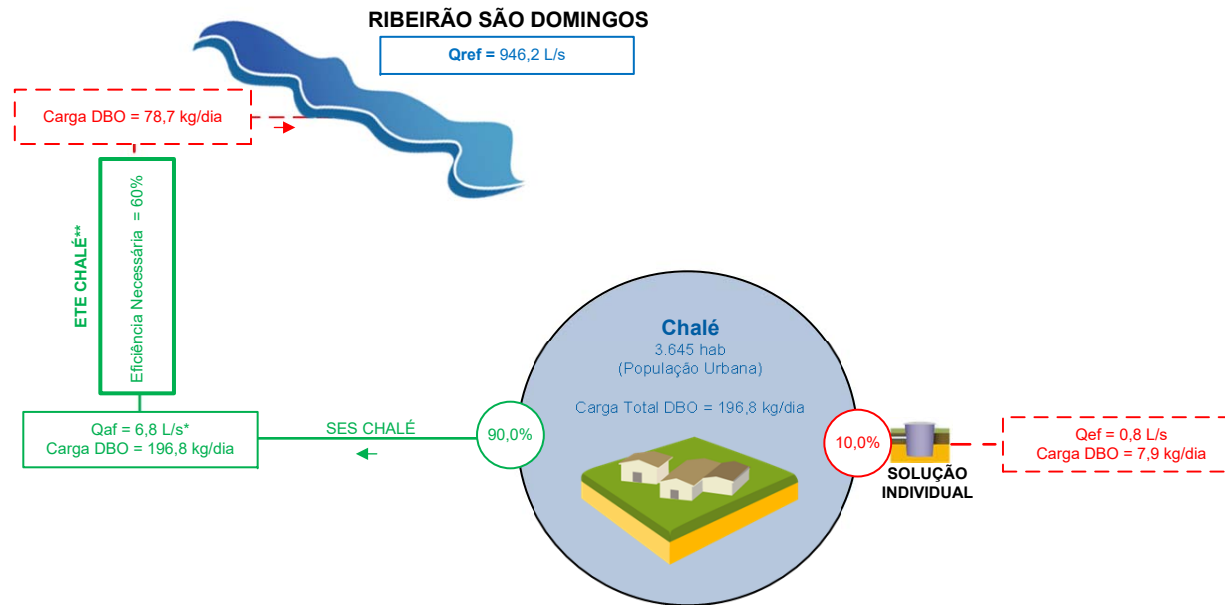 RIBEIRÃO SÃO DOMINGOS
Qref = 946,2 L/s
Carga DBO = 78,7 kg/dia
ETE CHALÉ**
Eficiência Necessária = 60%
Qaf = 6,8 L/s*
Carga DBO = 196,8 kg/dia
SES CHALÉ
90,0%
Chalé
3.645 hab
(População Urbana)
Carga Total DBO = 196,8 kg/dia
10,0%
SOLUÇÃO
INDIVIDUAL
Qef = 0,8 L/s
Carga DBO = 7,9 kg/dia